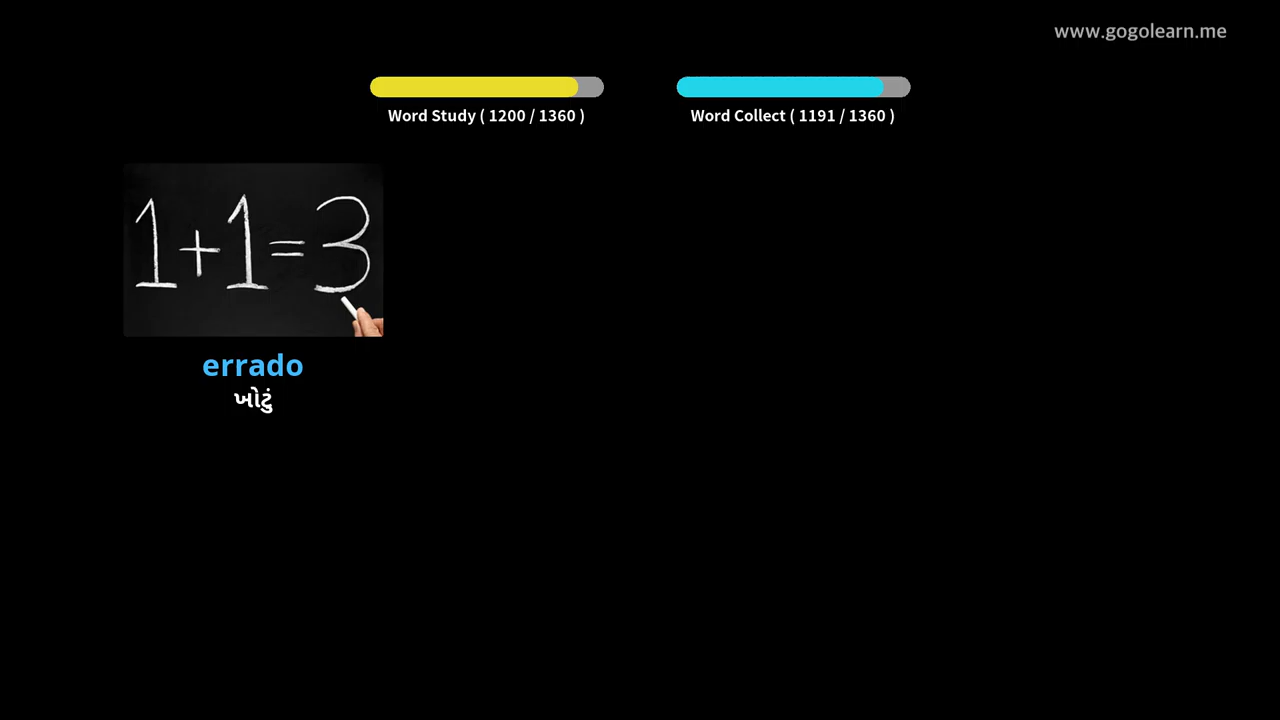 www.gogolearn.me
Word Study ( 1200 / 1360 )
Word Collect ( 1191 / 1360 )
1+1=3
errado
ખોટું